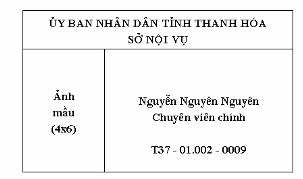 ỦY BAN NHÂN DÂN TỈNH THANH HÓA
SỞ NỘI VỤ
Ảnh
mầu
(4x6)
Nguyễn Nguyên Nguyên
Chuyên viên chính
T37 - 01.002 - 0009